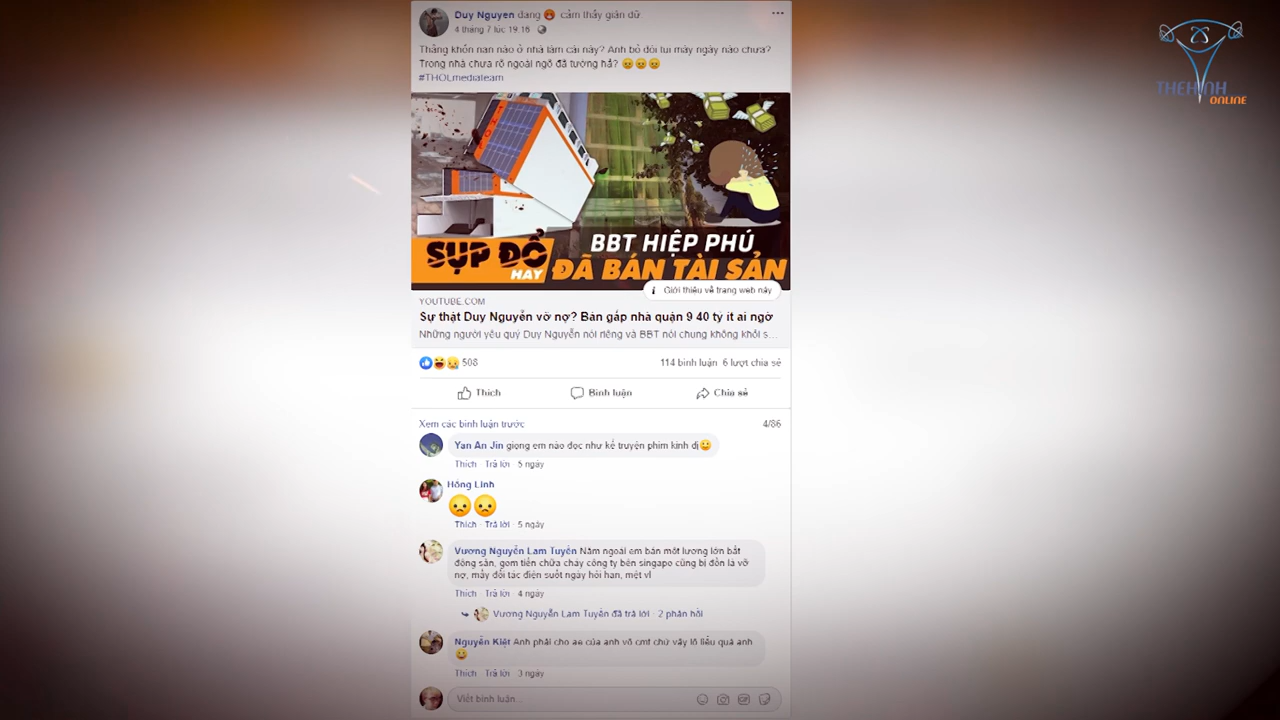 Duy Nguyen đang 😡 cảm thấy giận dữ
4 tháng 7 lúc 19:16
Thằng khốn nạn nào ở nhà làm cái này? Anh bỏ đói tụi mày ngày nào chưa?
Trong nhà chưa rõ ngoài ngõ đã tường hả? 😡😡😡
#THOLmediateam
SỤP ĐỔ
HAY
BBT HIỆP PHÚ
ĐÃ BÁN TÀI SẢN
Giới thiệu về trang web này
YOUTUBE.COM
Sự thật Duy Nguyễn vỡ nợ? Bán gấp nhà quận 9 40 tỷ ít ai ngờ
Những người yêu quý Duy Nguyễn nói riêng và BBT nói chung không khỏi s...
508
114 bình luận 6 lượt chia sẻ
Thích
Bình luận
Chia sẻ
Xem các bình luận trước
4/86
Yan An Jin giọng em nào đọc như kể truyện phim kinh dị😀
Thích · Trả lời · 5 ngày
Hồng Linh
☹️☹️
Thích · Trả lời · 5 ngày
Vương Nguyễn Lam Tuyền Năm ngoái em bán một lượng lớn bất
động sản, gom tiền chữa cháy công ty bên singapo cũng bị đồn là vỡ
nợ, mấy đối tác điện suốt ngày hỏi han, mệt vl
Thích · Trả lời · 4 ngày
Vương Nguyễn Lam Tuyền đã trả lời · 2 phản hồi
Nguyễn Kiệt Anh phải cho ae của anh vô cmt chứ vậy lộ liễu quá anh
😆
Thích · Trả lời · 3 ngày
Viết bình luận...
THEHINH
ONLINE